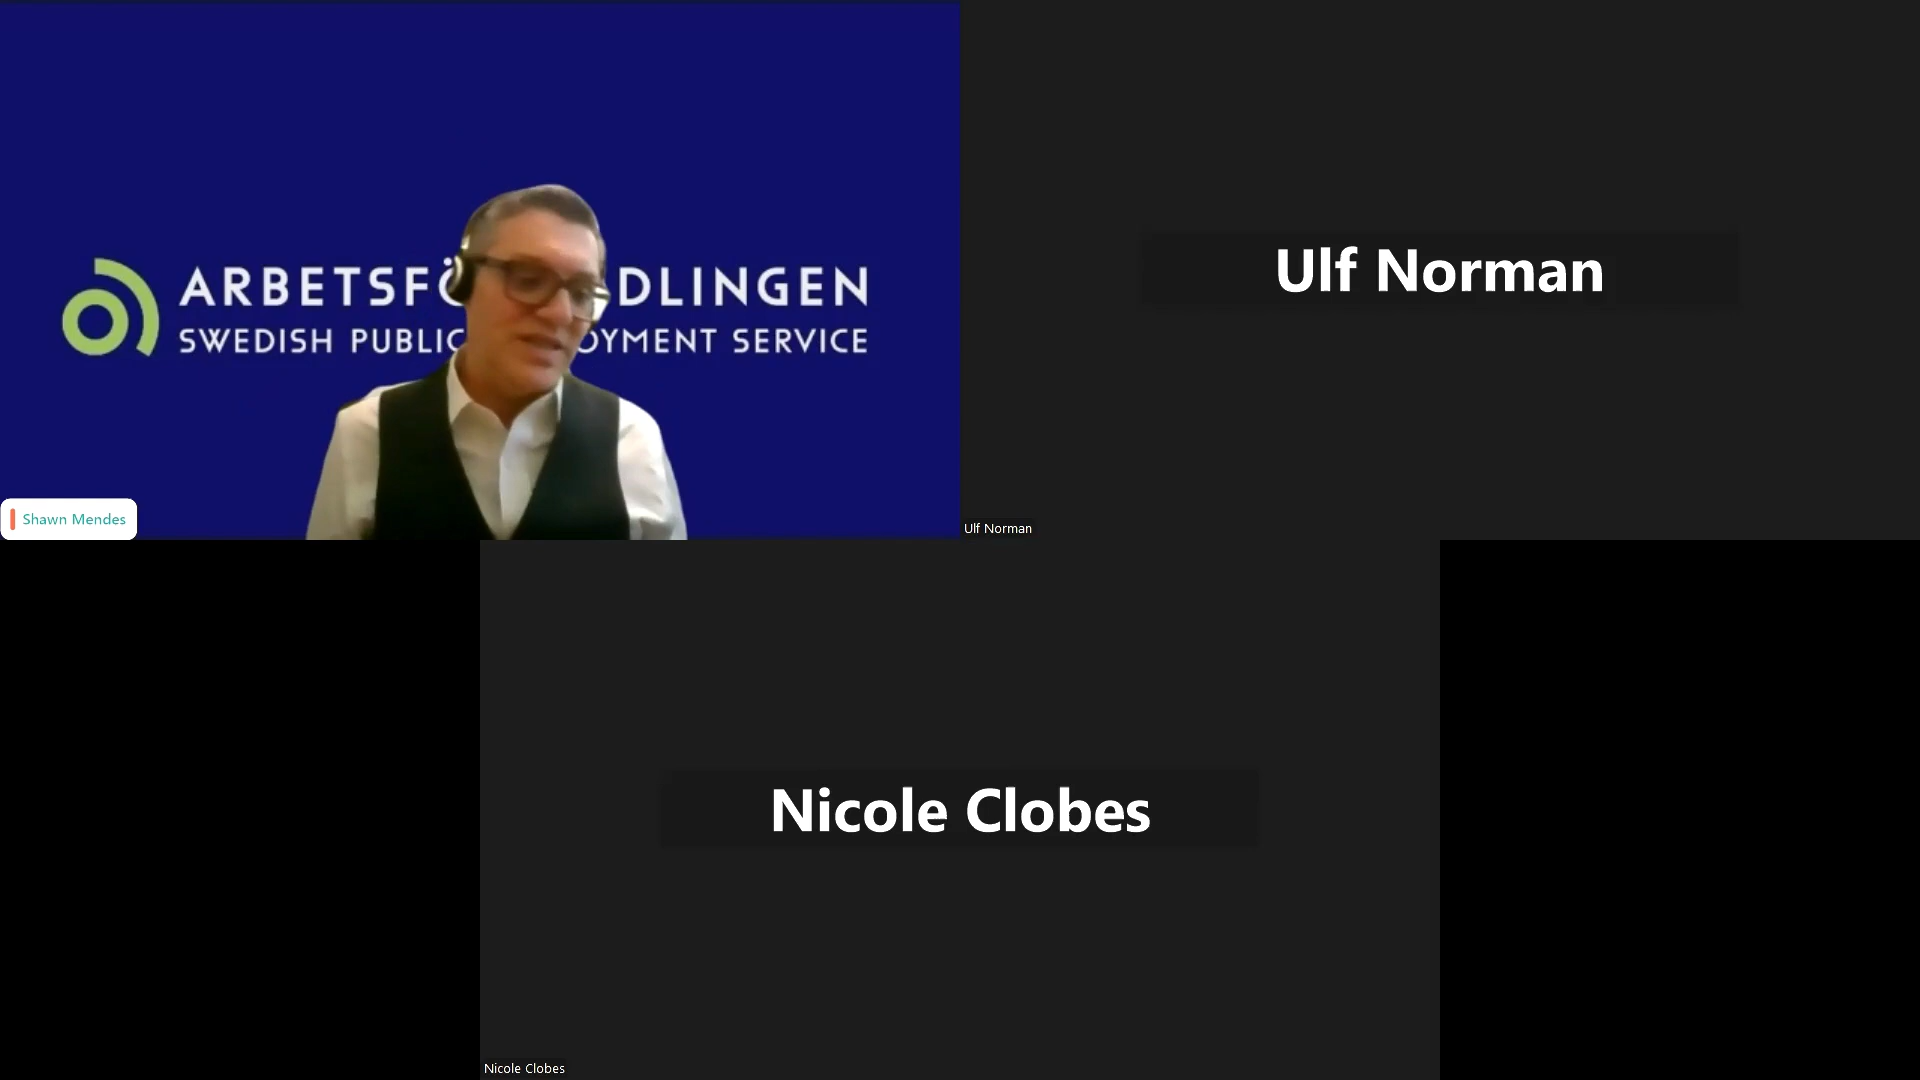 ARBETSFÖ DLINGEN
SWEDISH PUBLIC OYMENT SERVICE
Shawn Mendes
Ulf Norman
Ulf Norman
Nicole Clobes
Nicole Clobes